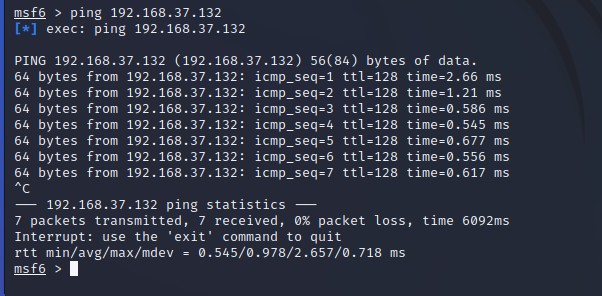 msf6 > ping 192.168.37.132
[*] exec: ping 192.168.37.132
PING 192.168.37.132 (192.168.37.132) 56(84) bytes of data.
64 bytes from 192.168.37.132: icmp_seq=1 ttl=128 time=2.66 ms
64 bytes from 192.168.37.132: icmp_seq=2 ttl=128 time=1.21 ms
64 bytes from 192.168.37.132: icmp_seq=3 ttl=128 time=0.586 ms
64 bytes from 192.168.37.132: icmp_seq=4 ttl=128 time=0.545 ms
64 bytes from 192.168.37.132: icmp_seq=5 ttl=128 time=0.677 ms
64 bytes from 192.168.37.132: icmp_seq=6 ttl=128 time=0.556 ms
64 bytes from 192.168.37.132: icmp_seq=7 ttl=128 time=0.617 ms
^C
--- 192.168.37.132 ping statistics ---
7 packets transmitted, 7 received, 0% packet loss, time 6092ms
Interrupt: use the 'exit' command to quit
rtt min/avg/max/mdev = 0.545/0.978/2.657/0.718 ms
msf6 >